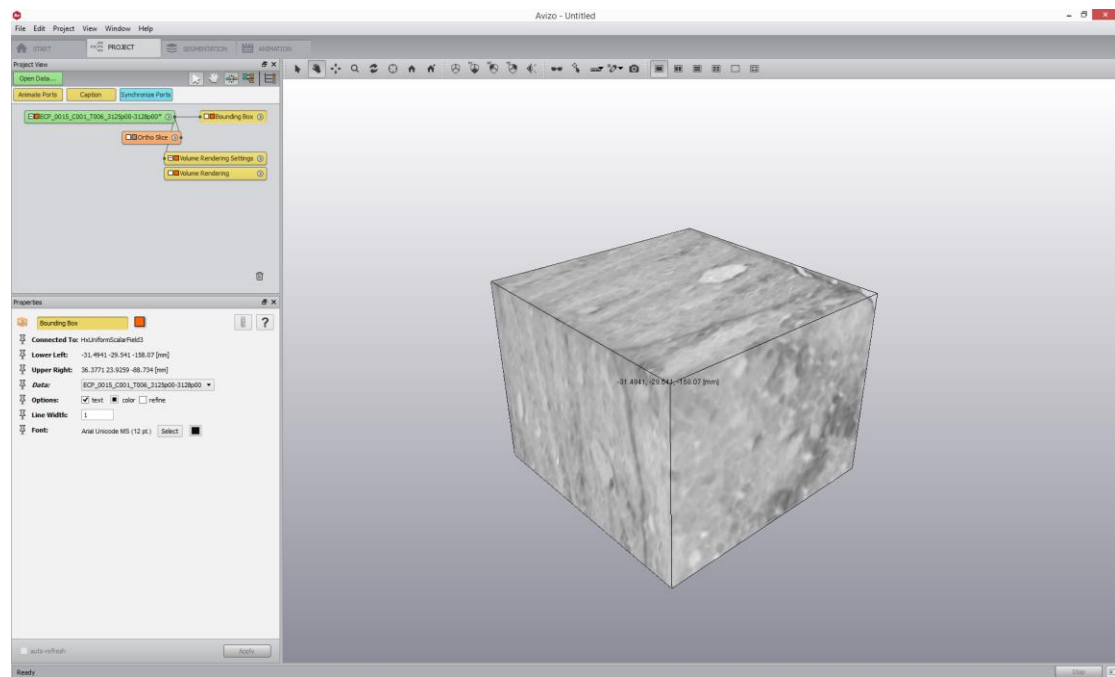 Avizo - Untitled
File Edit Project View Window Help
START PROJECT SEGMENTATION ANIMATION
Project View
Open Data...
Animate Ports Caption Synchronize Ports
ECP_0015_C001_T006_3125p00-3128p00* Bounding Box
Ortho Slice
Volume Rendering Settings
Volume Rendering
Properties
Bounding Box
Connected To: HxUniformScalarField3
Lower Left: -31.4941 -29.541 -158.07 [mm]
Upper Right: 36.3771 23.9259 -88.734 [mm]
Data: ECP_0015_C001_T006_3125p00-3128p00
Options: text color refine
Line Width: 1
Font: Arial Unicode MS (12 pt.) Select
-31.4941, -29.541, -158.07 [mm]
auto-refresh Apply
Ready Stop